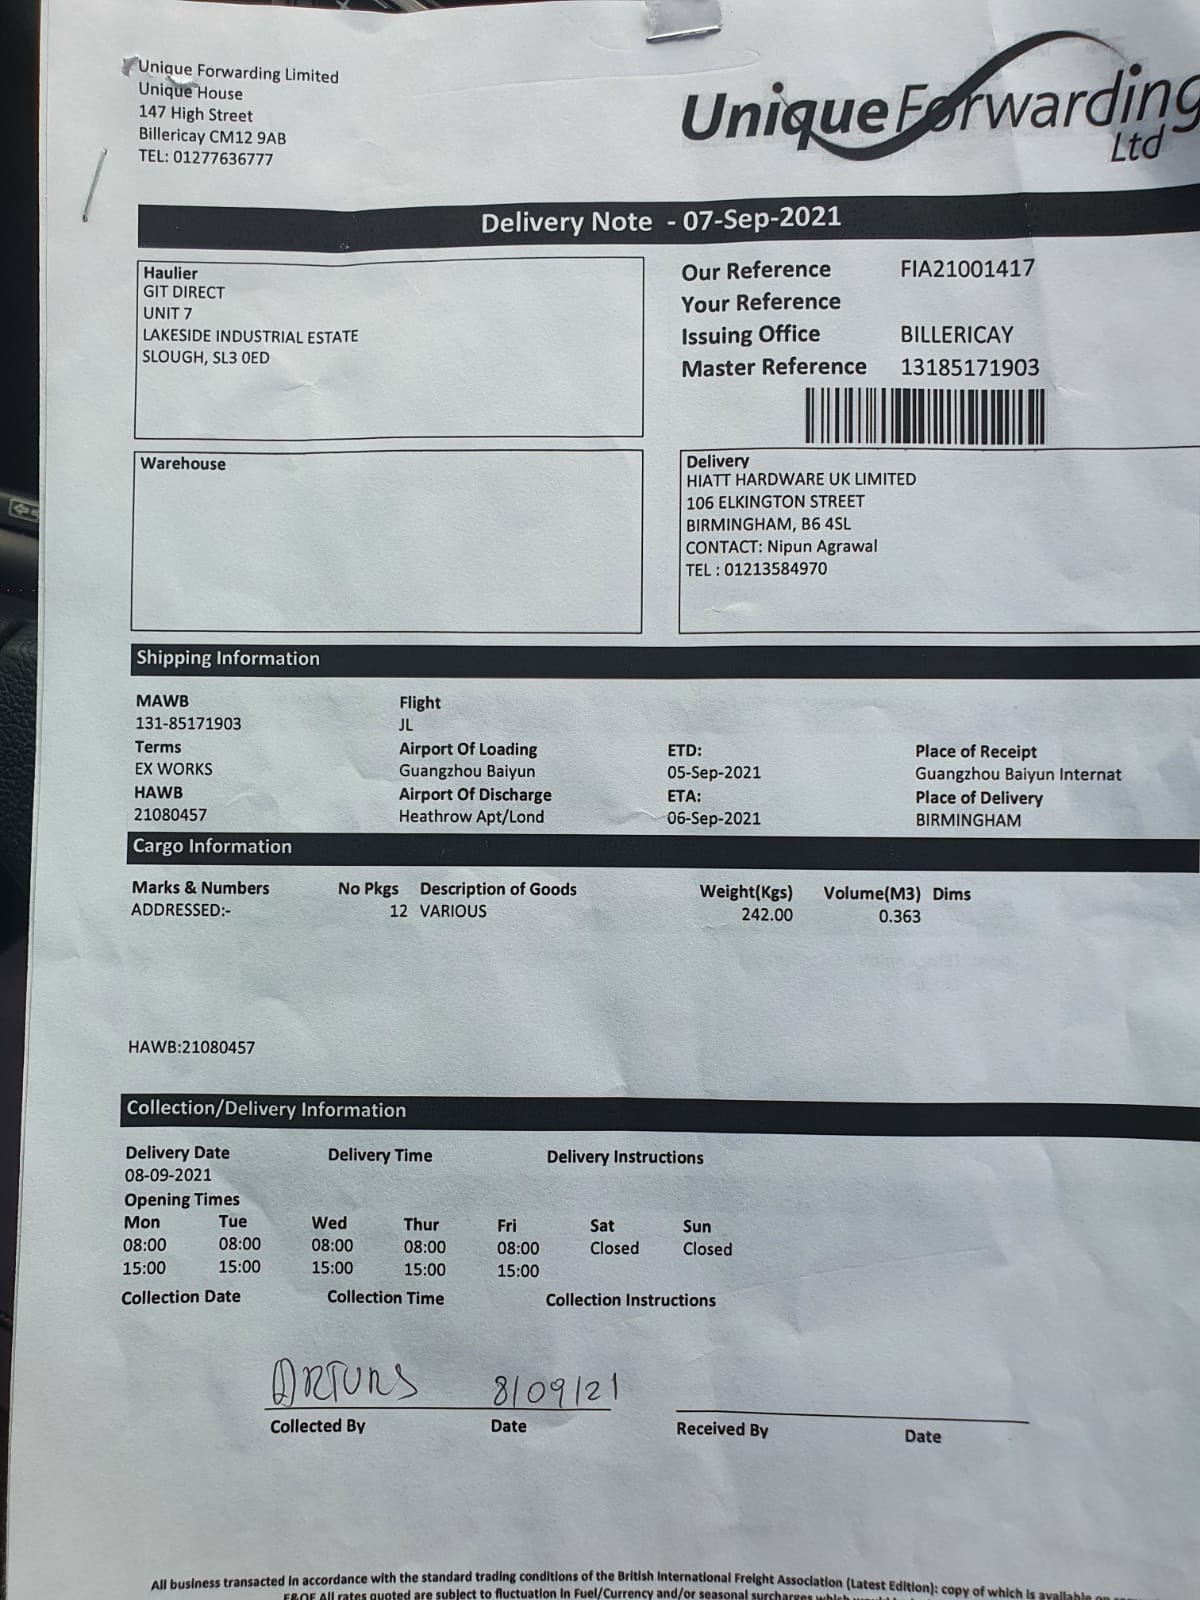 Unique Forwarding Limited
Unique House
147 High Street
Billericay CM12 9AB
TEL: 01277636777
Unique Forwarding
Ltd
Delivery Note - 07-Sep-2021
Haulier
GIT DIRECT
UNIT 7
LAKESIDE INDUSTRIAL ESTATE
SLOUGH, SL3 0ED
Our Reference FIA21001417
Your Reference
Issuing Office BILLERICAY
Master Reference 13185171903
Warehouse
Delivery
HIATT HARDWARE UK LIMITED
106 ELKINGTON STREET
BIRMINGHAM, B6 4SL
CONTACT: Nipun Agrawal
TEL : 01213584970
Shipping Information
MAWB Flight
131-85171903 JL
Terms Airport Of Loading ETD: Place of Receipt
EX WORKS Guangzhou Baiyun 05-Sep-2021 Guangzhou Baiyun Internat
HAWB Airport Of Discharge ETA: Place of Delivery
21080457 Heathrow Apt/Lond 06-Sep-2021 BIRMINGHAM
Cargo Information
Marks & Numbers No Pkgs Description of Goods Weight(Kgs) Volume(M3) Dims
ADDRESSED:- 12 VARIOUS 242.00 0.363
HAWB:21080457
Collection/Delivery Information
Delivery Date Delivery Time Delivery Instructions
08-09-2021
Opening Times
Mon Tue Wed Thur Fri Sat Sun
08:00 08:00 08:00 08:00 08:00 Closed Closed
15:00 15:00 15:00 15:00 15:00
Collection Date Collection Time Collection Instructions
ARTURS 8/09/21
Collected By Date Received By Date
All business transacted in accordance with the standard trading conditions of the British International Freight Association (Latest Edition): copy of which is available on
E&OE All rates quoted are subject to fluctuation in Fuel/Currency and/or seasonal surcharges which